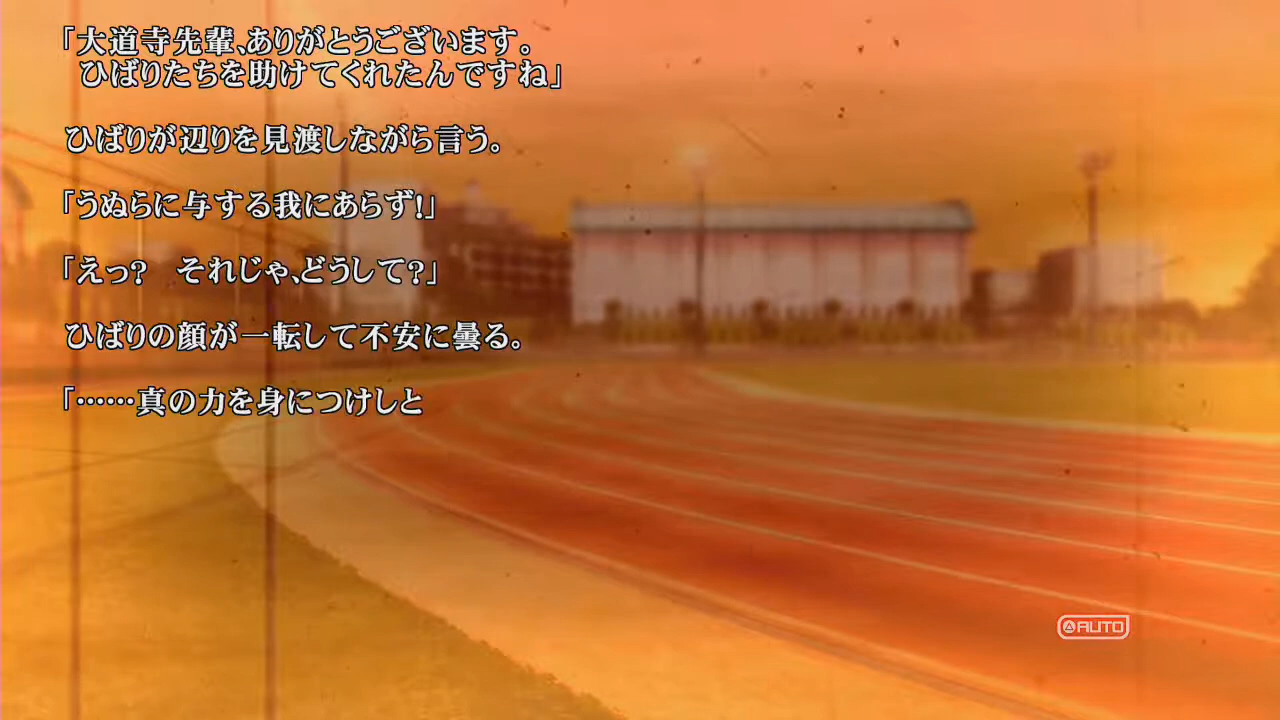 「大道寺先輩、ありがとうございます。
ひばりたちを助けてくれたんですね」
ひばりが辺りを見渡しながら言う。
「うぬらに与する我にあらず!」
「えっ?　それじゃ、どうして?」
ひばりの顔が一転して不安に曇る。
「……真の力を身につけしと
AUTO